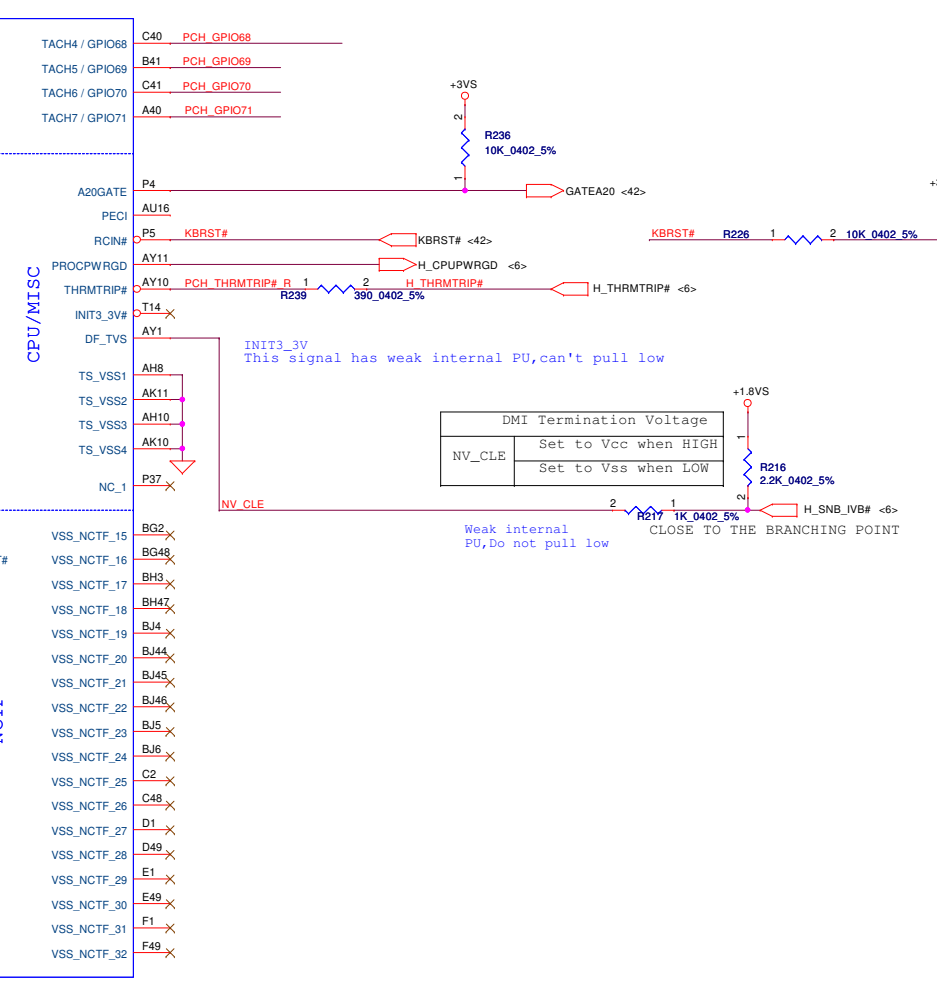 TACH4 / GPIO68 C40 PCH_GPIO68
TACH5 / GPIO69 B41 PCH_GPIO69
TACH6 / GPIO70 C41 PCH_GPIO70
TACH7 / GPIO71 A40 PCH_GPIO71
+3VS
2
R236
10K_0402_5%
1
A20GATE P4 GATEA20 <42>
PECI AU16
RCIN# P5 KBRST# KBRST# <42>
KBRST# R226 1 2 10K_0402_5%
PROCPWRGD AY11 H_CPUPWRGD <6>
THRMTRIP# AY10 PCH_THRMTRIP#_R 1 2 H_THRMTRIP# H_THRMTRIP# <6>
R239 390_0402_5%
INIT3_3V# T14
DF_TVS AY1
CPU/MISC
INIT3_3V
This signal has weak internal PU,can't pull low
TS_VSS1 AH8
TS_VSS2 AK11
TS_VSS3 AH10
TS_VSS4 AK10
NC_1 P37
+1.8VS
DMI Termination Voltage
NV_CLE
Set to Vcc when HIGH
Set to Vss when LOW
1
R216
2.2K_0402_5%
2
NV_CLE 2 1 H_SNB_IVB# <6>
R217 1K_0402_5%
CLOSE TO THE BRANCHING POINT
Weak internal
PU,Do not pull low
VSS_NCTF_15 BG2
VSS_NCTF_16 BG48
VSS_NCTF_17 BH3
VSS_NCTF_18 BH47
VSS_NCTF_19 BJ4
VSS_NCTF_20 BJ44
VSS_NCTF_21 BJ45
VSS_NCTF_22 BJ46
VSS_NCTF_23 BJ5
VSS_NCTF_24 BJ6
VSS_NCTF_25 C2
VSS_NCTF_26 C48
VSS_NCTF_27 D1
VSS_NCTF_28 D49
VSS_NCTF_29 E1
VSS_NCTF_30 E49
VSS_NCTF_31 F1
VSS_NCTF_32 F49